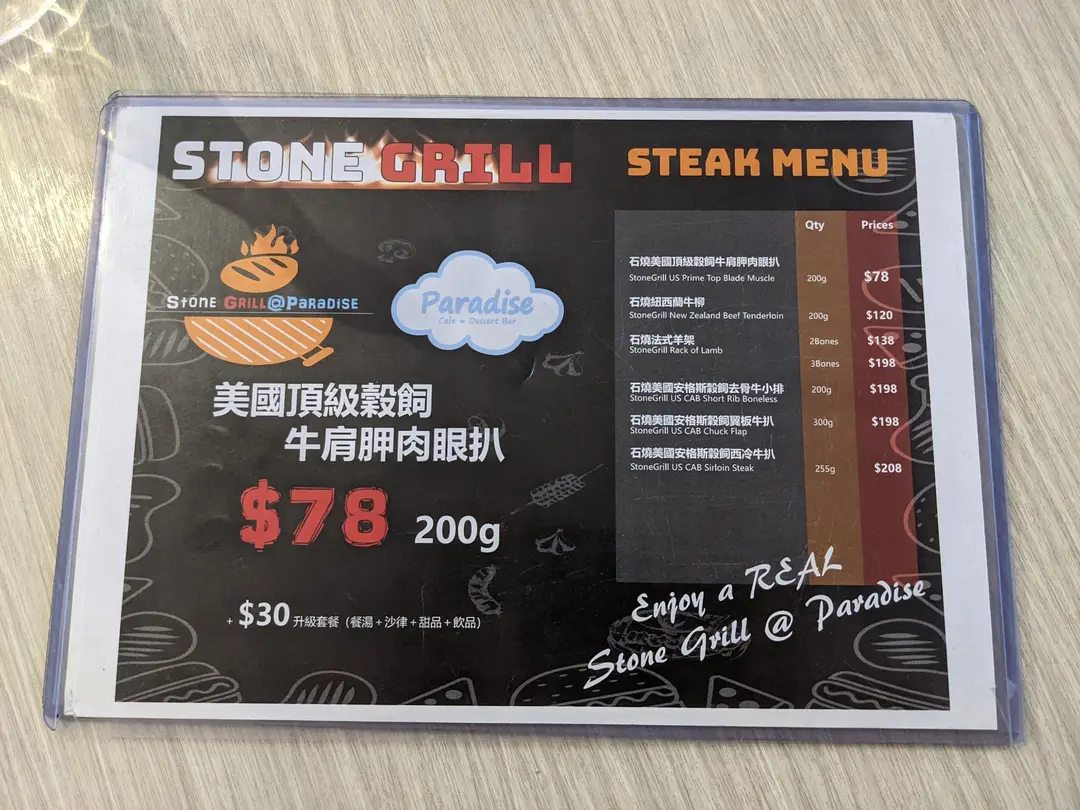 STONE GRILL
STONE GRILL@PARADISE
Paradise
Cafe ❤ Dessert Bar
美國頂級穀飼
牛肩胛肉眼扒
$78 200g
+ $30 升級套餐（餐湯+沙律+甜品+飲品）
STEAK MENU
Qty Prices
石燒美國頂級穀飼牛肩胛肉眼扒
StoneGrill US Prime Top Blade Muscle 200g $78
石燒紐西蘭牛柳
StoneGrill New Zealand Beef Tenderloin 200g $120
石燒法式羊架 2Bones $138
StoneGrill Rack of Lamb
3Bones $198
石燒美國安格斯穀飼去骨牛小排 200g $198
StoneGrill US CAB Short Rib Boneless
石燒美國安格斯穀飼翼板牛扒 300g $198
StoneGrill US CAB Chuck Flap
石燒美國安格斯穀飼西冷牛扒
StoneGrill US CAB Sirloin Steak 255g $208
Enjoy a REAL
Stone Grill @ Paradise